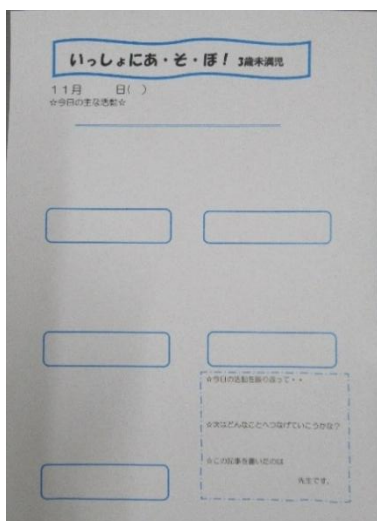 いっしょにあ・そ・ぼ! 3歳未満児
11月 日( )
☆今日の主な活動☆
☆今日の活動を振り返って・・
☆次はどんなことへつなげていこうかな?
☆この記事を書いたのは
先生です。